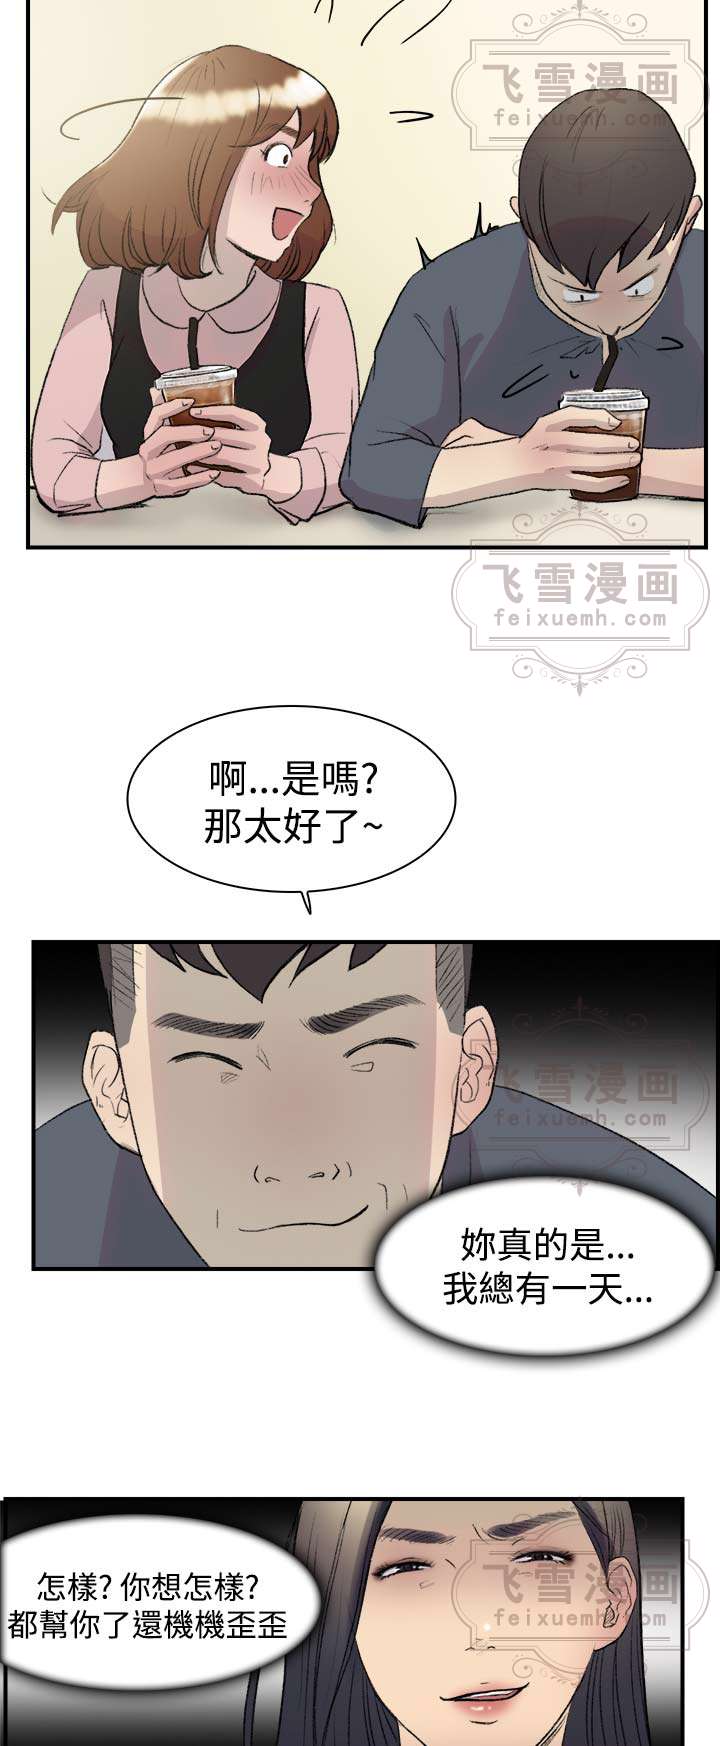 飞雪漫画
feixuemh.com
飞雪漫画
feixuemh.com
啊...是嗎?
那太好了~
飞雪漫画
feixuemh.com
妳真的是...
我總有一天...
飞雪漫画
feixuemh.com
怎樣? 你想怎樣?
都幫你了還機機歪歪